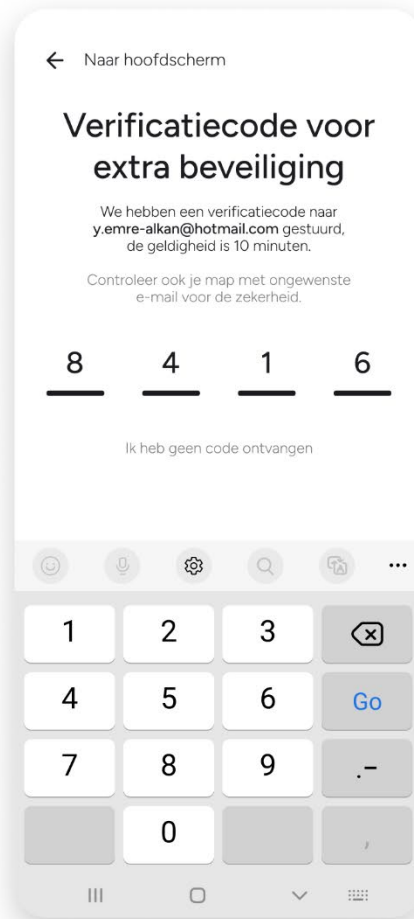 Naar hoofdscherm
Verificatiecode voor
extra beveiliging
We hebben een verificatiecode naar
y.emre-alkan@hotmail.com gestuurd,
de geldigheid is 10 minuten.
Controleer ook je map met ongewenste
e-mail voor de zekerheid.
8 4 1 6
Ik heb geen code ontvangen
1 2 3
4 5 6 Go
7 8 9 .-
0 ,